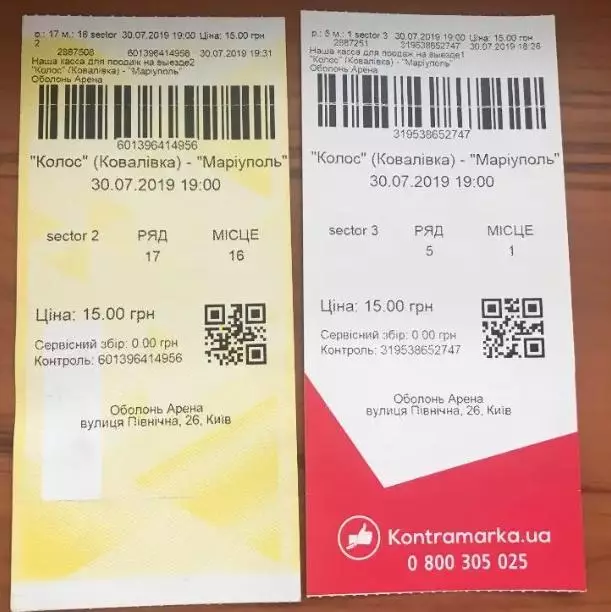 р.: 17 м.: 16 sector 30.07.2019 19:00 Ціна: 15.00 грн
2
2887508 601396414956 30.07.2019 19:31
Наша касса для продаж на выезде2
"Колос" (Ковалівка) - "Маріуполь"
Оболонь Арена
601396414956
"Колос" (Ковалівка) - "Маріуполь"
30.07.2019 19:00
sector 2 РЯД МІСЦЕ
17 16
Ціна: 15.00 грн
Сервісний збір: 0.00 грн
Контроль: 601396414956
Оболонь Арена
вулиця Північна, 26, Київ
р.: 5 м.: 1 sector 3 30.07.2019 19:00 Ціна: 15.00 грн
2887251 319538652747 30.07.2019 18:26
Наша касса для продаж на выезде1
"Колос" (Ковалівка) - "Маріуполь"
Оболонь Арена
319538652747
"Колос" (Ковалівка) - "Маріуполь"
30.07.2019 19:00
sector 3 РЯД МІСЦЕ
5 1
Ціна: 15.00 грн
Сервісний збір: 0.00 грн
Контроль: 319538652747
Оболонь Арена
вулиця Північна, 26, Київ
Kontramarka.ua
0 800 305 025